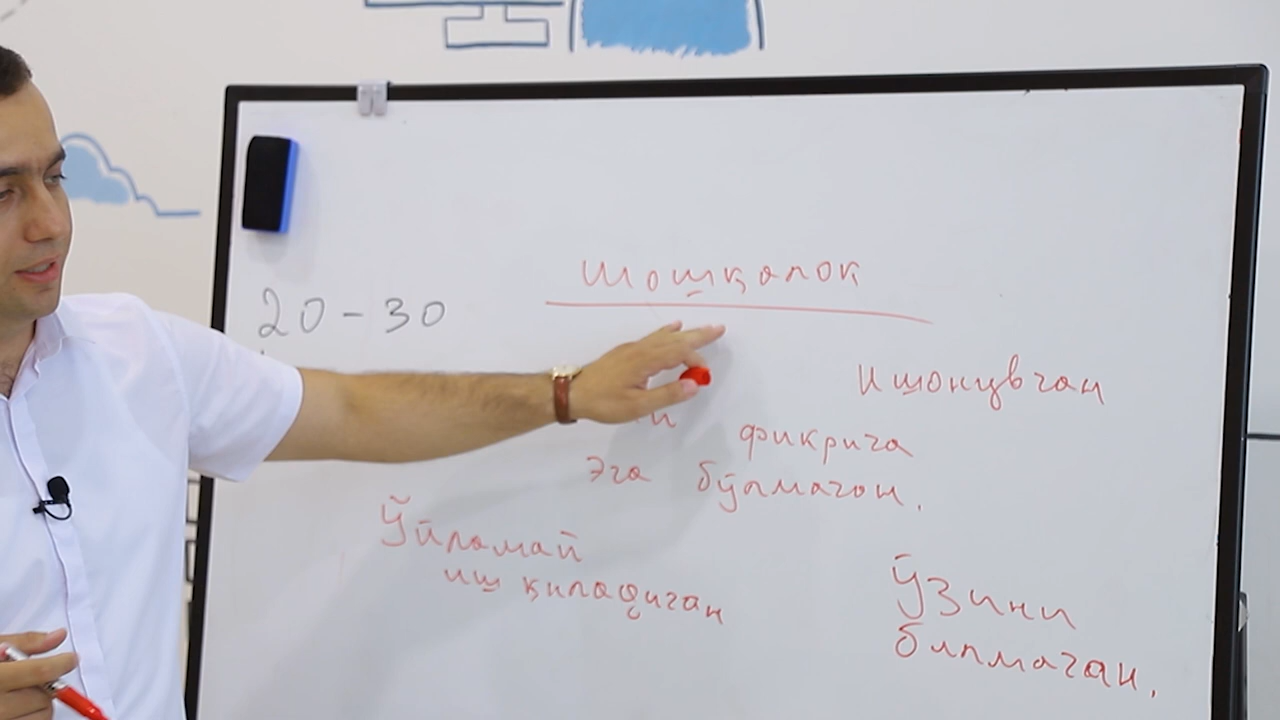 20-30
Шошқалоқ
Ишонувчан
фикрига
эга бўлмаган.
Ўйламай
иш қиладиган
Ўзини
билмаган.